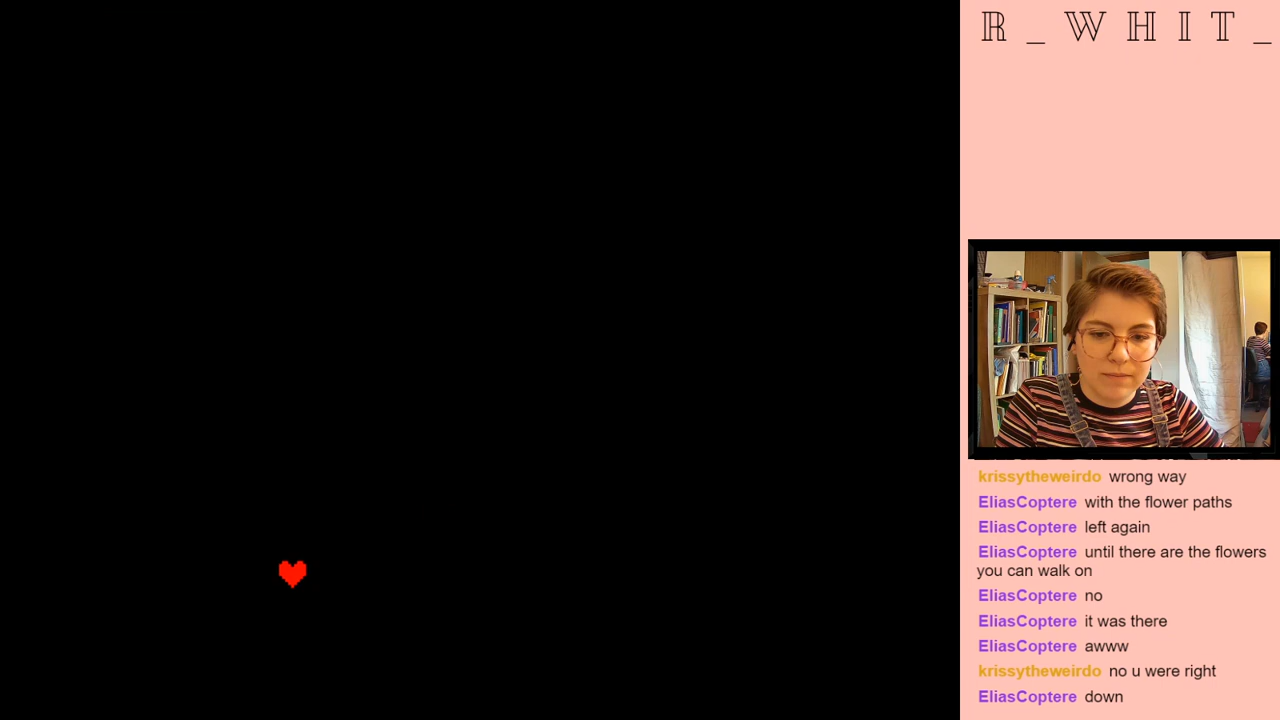 R _ W H I T _
krissytheweirdo wrong way
EliasCoptere with the flower paths
EliasCoptere left again
EliasCoptere until there are the flowers
you can walk on
EliasCoptere no
EliasCoptere it was there
EliasCoptere awww
krissytheweirdo no u were right
EliasCoptere down